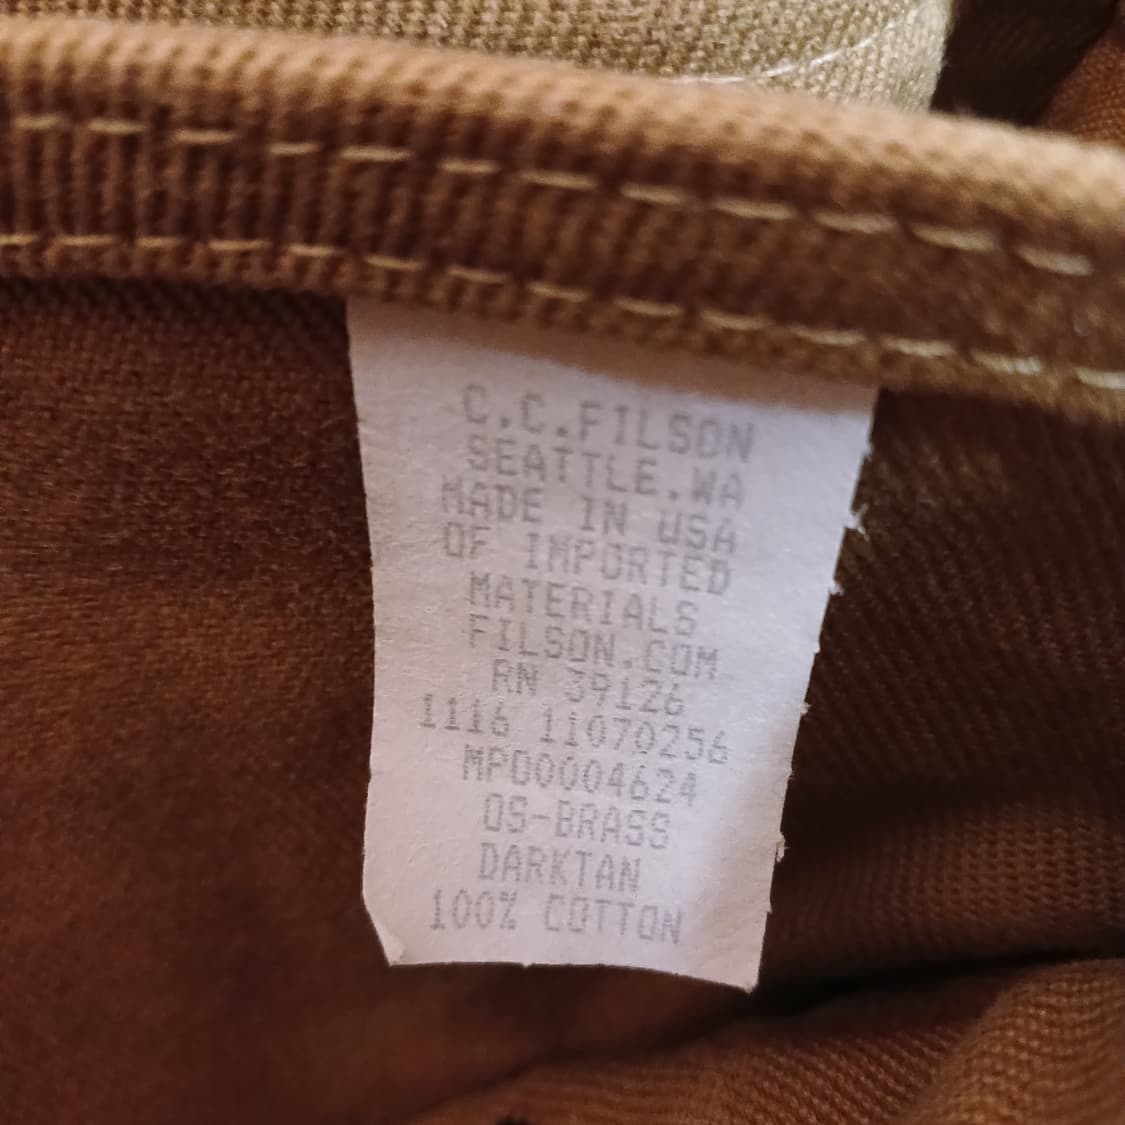 C.C.FILSON
SEATTLE.WA
MADE IN USA
OF IMPORTED
MATERIALS
FILSON.COM
RN 39126
1116 11070256
MP00004624
OS-BRASS
DARKTAN
100% COTTON